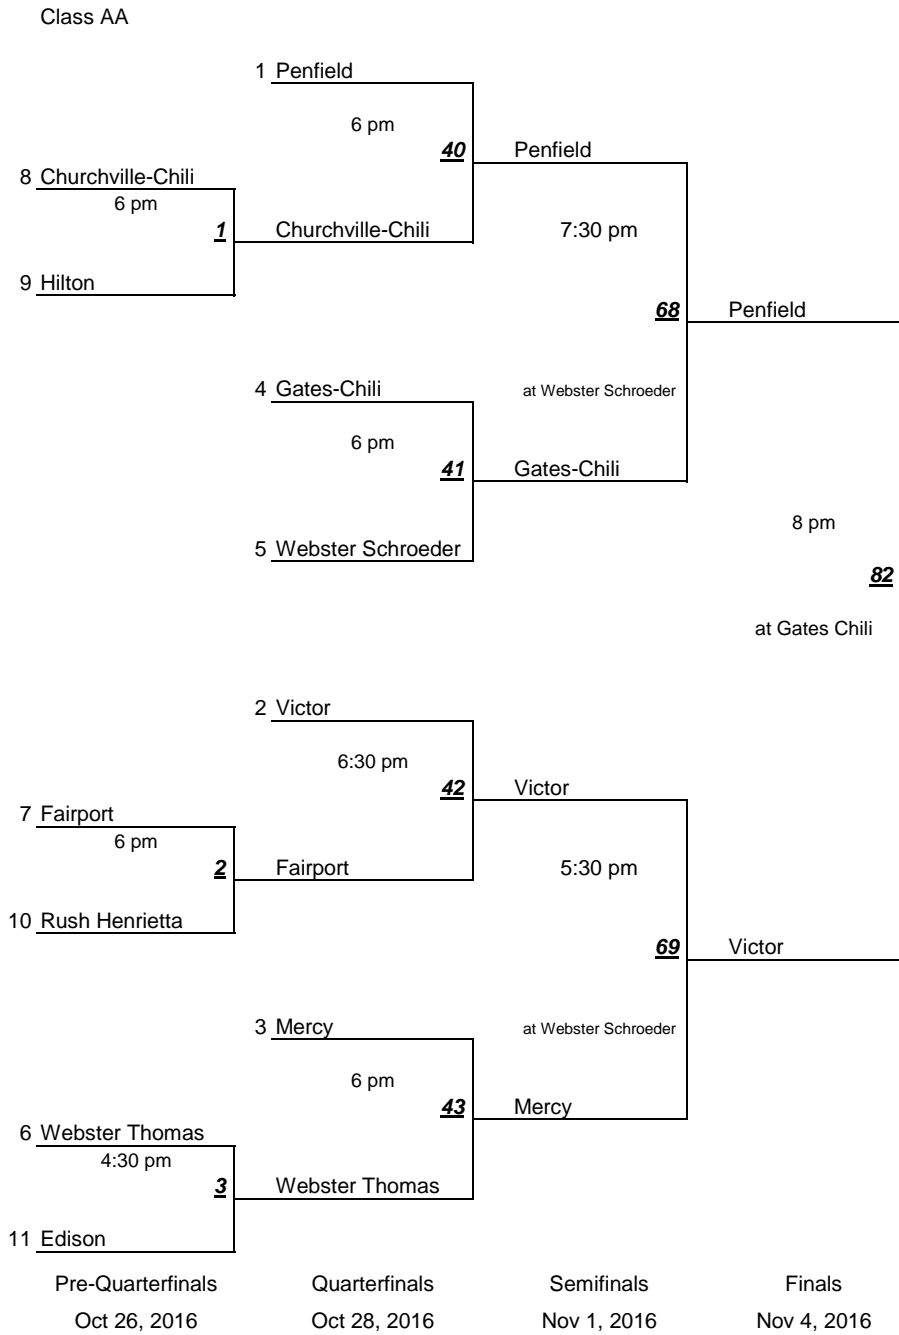 Class AA
1 Penfield
6 pm
40 Penfield
8 Churchville-Chili
6 pm
1 Churchville-Chili 7:30 pm
9 Hilton
68 Penfield
4 Gates-Chili at Webster Schroeder
6 pm
41 Gates-Chili
8 pm
5 Webster Schroeder
82
at Gates Chili
2 Victor
6:30 pm
42 Victor
7 Fairport
6 pm
2 Fairport 5:30 pm
10 Rush Henrietta
69 Victor
3 Mercy at Webster Schroeder
6 pm
43 Mercy
6 Webster Thomas
4:30 pm
3 Webster Thomas
11 Edison
Pre-Quarterfinals Quarterfinals Semifinals Finals
Oct 26, 2016 Oct 28, 2016 Nov 1, 2016 Nov 4, 2016